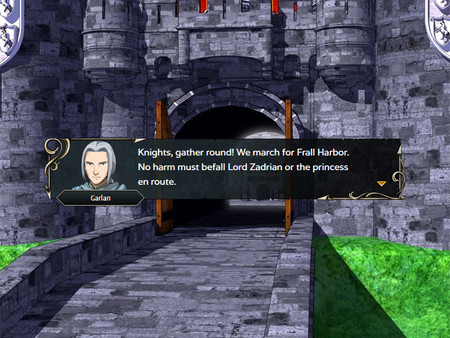 Knights, gather round! We march for Frall Harbor.
No harm must befall Lord Zadrian or the princess
en route.
Garlan